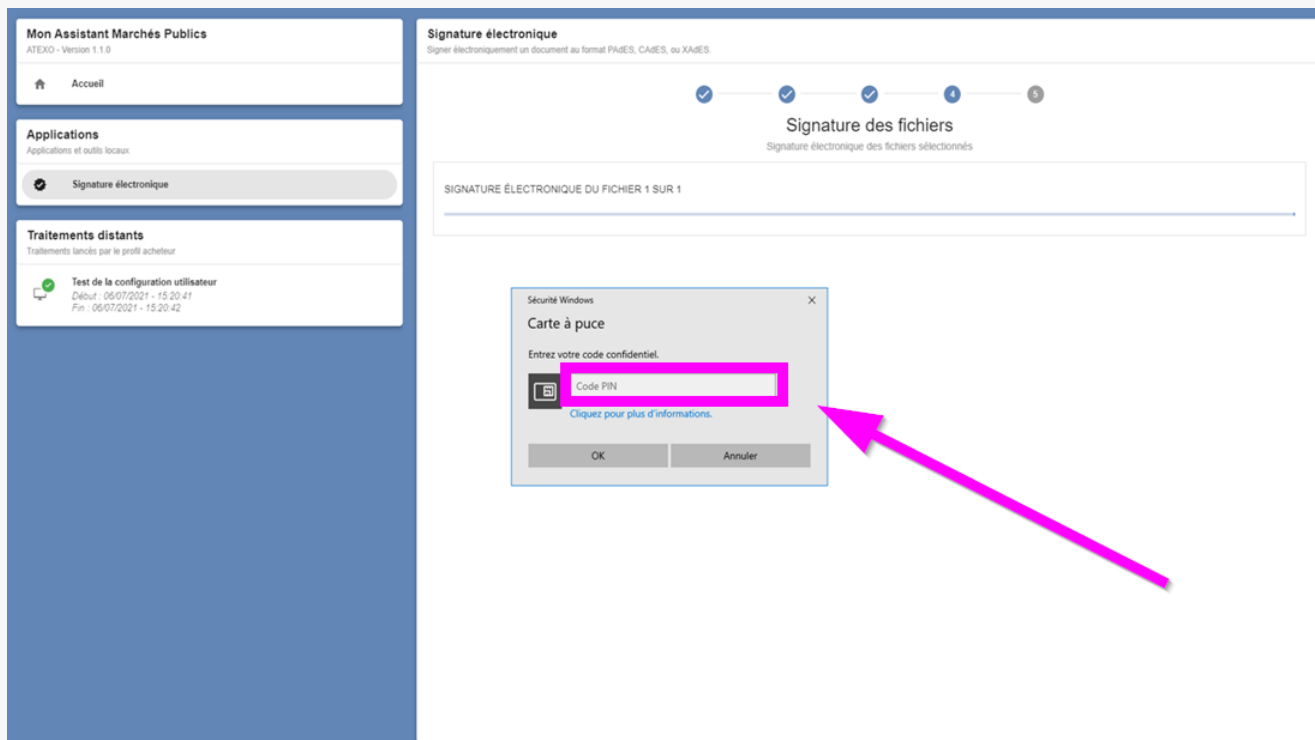 Mon Assistant Marchés Publics
ATEXO - Version 1.1.0
Accueil
Applications
Applications et outils locaux
Signature électronique
Traitements distants
Traitements lancés par le profil acheteur
Test de la configuration utilisateur
Début : 06/07/2021 - 15:20:41
Fin : 06/07/2021 - 15:20:42
Signature électronique
Signer électroniquement un document au format PAdES, CAdES, ou XAdES.
4
5
Signature des fichiers
Signature électronique des fichiers sélectionnés
SIGNATURE ÉLECTRONIQUE DU FICHIER 1 SUR 1
Sécurité Windows
Carte à puce
Entrez votre code confidentiel.
Code PIN
Cliquez pour plus d'informations.
OK
Annuler